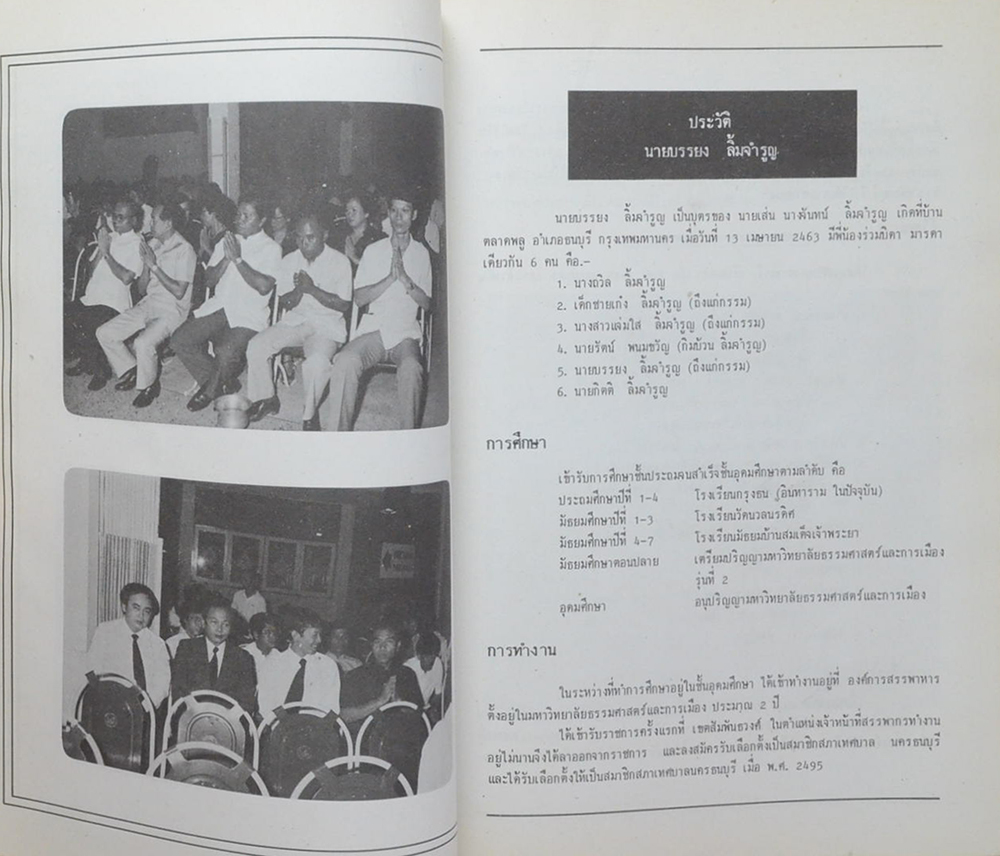 ประวัติ
นายบรรยง ลิ้มจำรูญ
นายบรรยง ลิ้มจำรูญ เป็นบุตรของ นายเส่น นางจันทน์ ลิ้มจำรูญ เกิดที่บ้าน
ตลาดพลู อำเภอธนบุรี กรุงเทพมหานคร เมื่อวันที่ 13 เมษายน 2463 มีพี่น้องร่วมบิดา มารดา
เดียวกัน 6 คน คือ.-
1. นางถวิล ลิ้มจำรูญ
2. เด็กชายเก๋ง ลิ้มจำรูญ (ถึงแก่กรรม)
3. นางสาวแจ่มใส ลิ้มจำรูญ (ถึงแก่กรรม)
4. นายรัตน์ พนมขวัญ (กิมบ๊วน ลิ้มจำรูญ)
5. นายบรรยง ลิ้มจำรูญ (ถึงแก่กรรม)
6. นายกิตติ ลิ้มจำรูญ
การศึกษา
เข้ารับการศึกษาชั้นประถมจนสำเร็จชั้นอุดมศึกษาตามลำดับ คือ
ประถมศึกษาปีที่ 1-4 โรงเรียนกรุงธน (อินทาราม ในปัจจุบัน)
มัธยมศึกษาปีที่ 1-3 โรงเรียนวัดนวลนรดิศ
มัธยมศึกษาปีที่ 4-7 โรงเรียนมัธยมบ้านสมเด็จเจ้าพระยา
มัธยมศึกษาตอนปลาย เตรียมปริญญามหาวิทยาลัยธรรมศาสตร์และการเมือง
รุ่นที่ 2
อุดมศึกษา อนุปริญญามหาวิทยาลัยธรรมศาสตร์และการเมือง
การทำงาน
ในระหว่างที่ทำการศึกษาอยู่ในชั้นอุดมศึกษา ได้เข้าทำงานอยู่ที่ องค์การสรรพาหาร
ตั้งอยู่ในมหาวิทยาลัยธรรมศาสตร์และการเมือง ประมาณ 2 ปี
ได้เข้ารับราชการครั้งแรกที่ เขตสัมพันธวงศ์ ในตำแหน่งเจ้าหน้าที่สรรพากรทำงาน
อยู่ไม่นานจึงได้ลาออกจากราชการ และลงสมัครรับเลือกตั้งเป็นสมาชิกสภาเทศบาล นครธนบุรี
และได้รับเลือกตั้งให้เป็นสมาชิกสภาเทศบาลนครธนบุรี เมื่อ พ.ศ. 2495